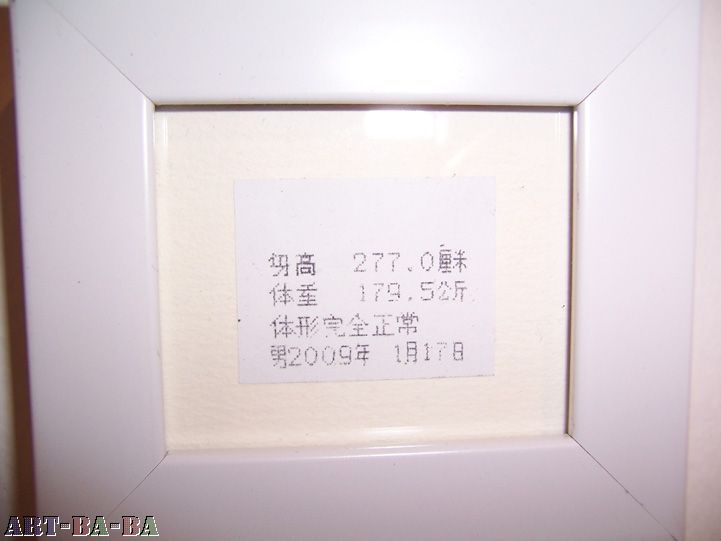 身高 277.0厘米
体重 179.5公斤
体形完全正常
男2009年 1月17日
ART-BA-BA